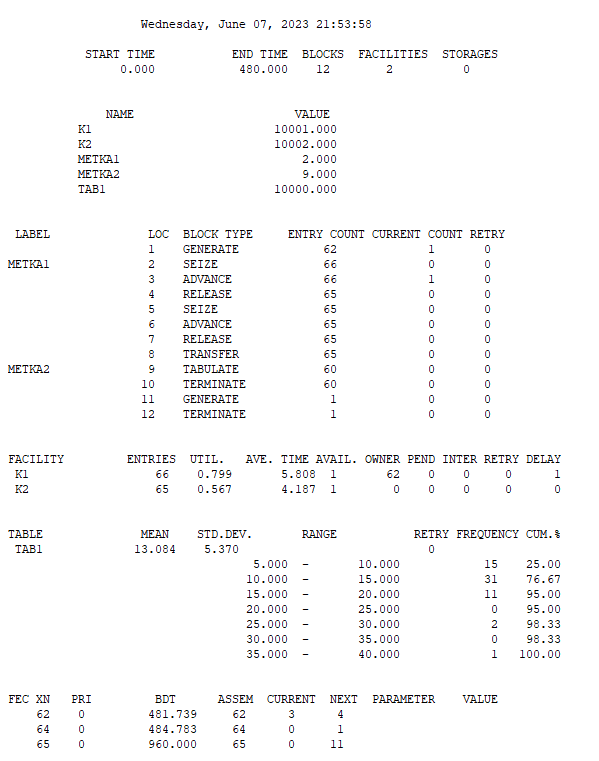 Wednesday, June 07, 2023 21:53:58
START TIME END TIME BLOCKS FACILITIES STORAGES
0.000 480.000 12 2 0
NAME VALUE
K1 10001.000
K2 10002.000
METKA1 2.000
METKA2 9.000
TAB1 10000.000
LABEL LOC BLOCK TYPE ENTRY COUNT CURRENT COUNT RETRY
1 GENERATE 62 1 0
METKA1 2 SEIZE 66 0 0
3 ADVANCE 66 1 0
4 RELEASE 65 0 0
5 SEIZE 65 0 0
6 ADVANCE 65 0 0
7 RELEASE 65 0 0
8 TRANSFER 65 0 0
METKA2 9 TABULATE 60 0 0
10 TERMINATE 60 0 0
11 GENERATE 1 0 0
12 TERMINATE 1 0 0
FACILITY ENTRIES UTIL. AVE. TIME AVAIL. OWNER PEND INTER RETRY DELAY
K1 66 0.799 5.808 1 62 0 0 0 1
K2 65 0.567 4.187 1 0 0 0 0 0
TABLE MEAN STD.DEV. RANGE RETRY FREQUENCY CUM.%
TAB1 13.084 5.370 0
5.000 - 10.000 15 25.00
10.000 - 15.000 31 76.67
15.000 - 20.000 11 95.00
20.000 - 25.000 0 95.00
25.000 - 30.000 2 98.33
30.000 - 35.000 0 98.33
35.000 - 40.000 1 100.00
FEC XN PRI BDT ASSEM CURRENT NEXT PARAMETER VALUE
62 0 481.739 62 3 4
64 0 484.783 64 0 1
65 0 960.000 65 0 11